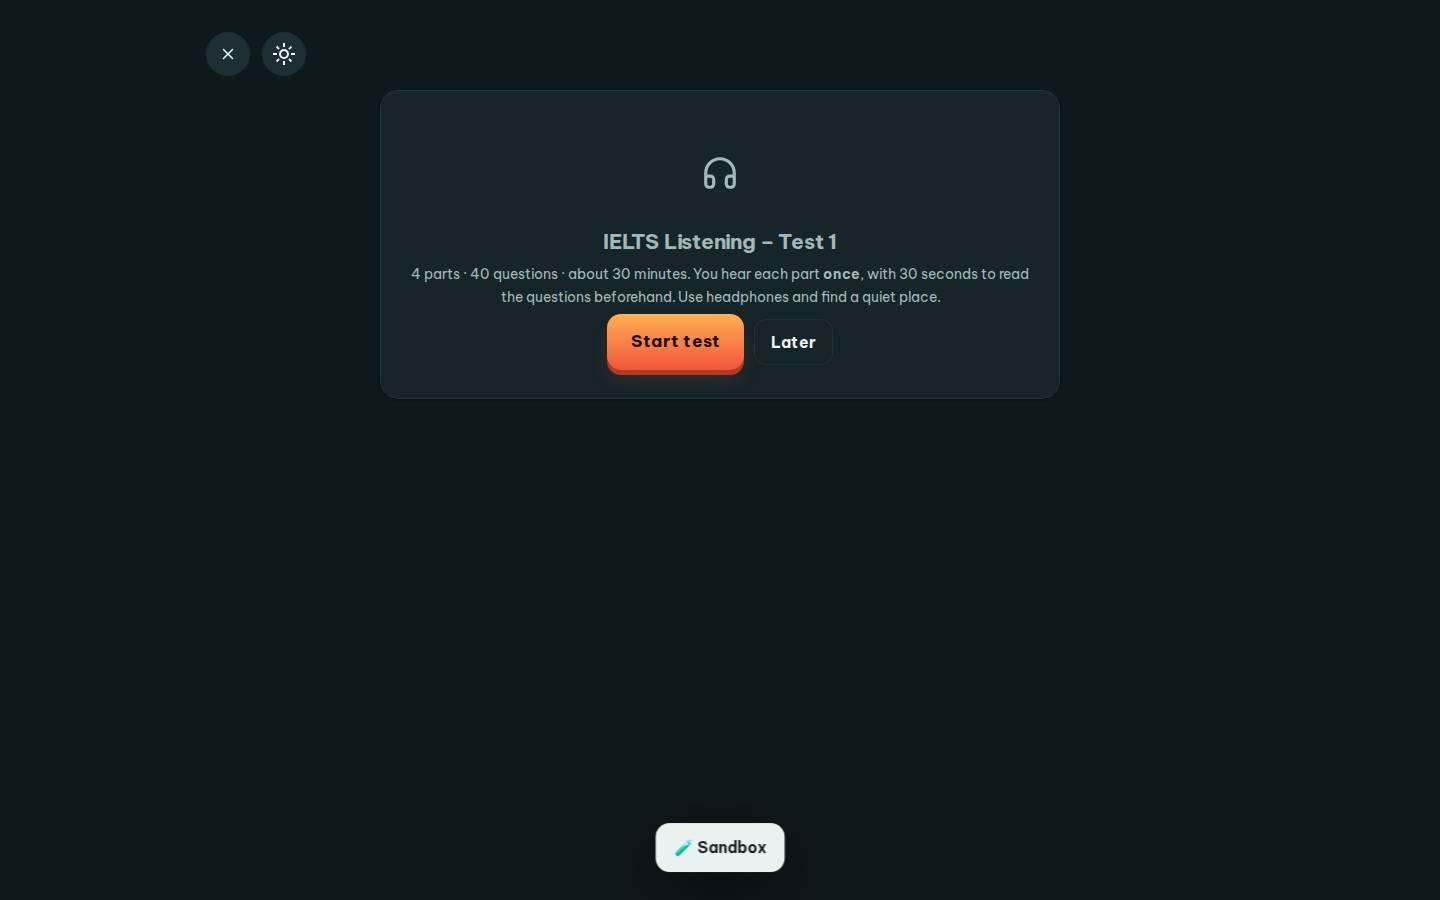 IELTS Listening – Test 1
4 parts · 40 questions · about 30 minutes. You hear each part once, with 30 seconds to read
the questions beforehand. Use headphones and find a quiet place.
Start test
Later
🧪 Sandbox